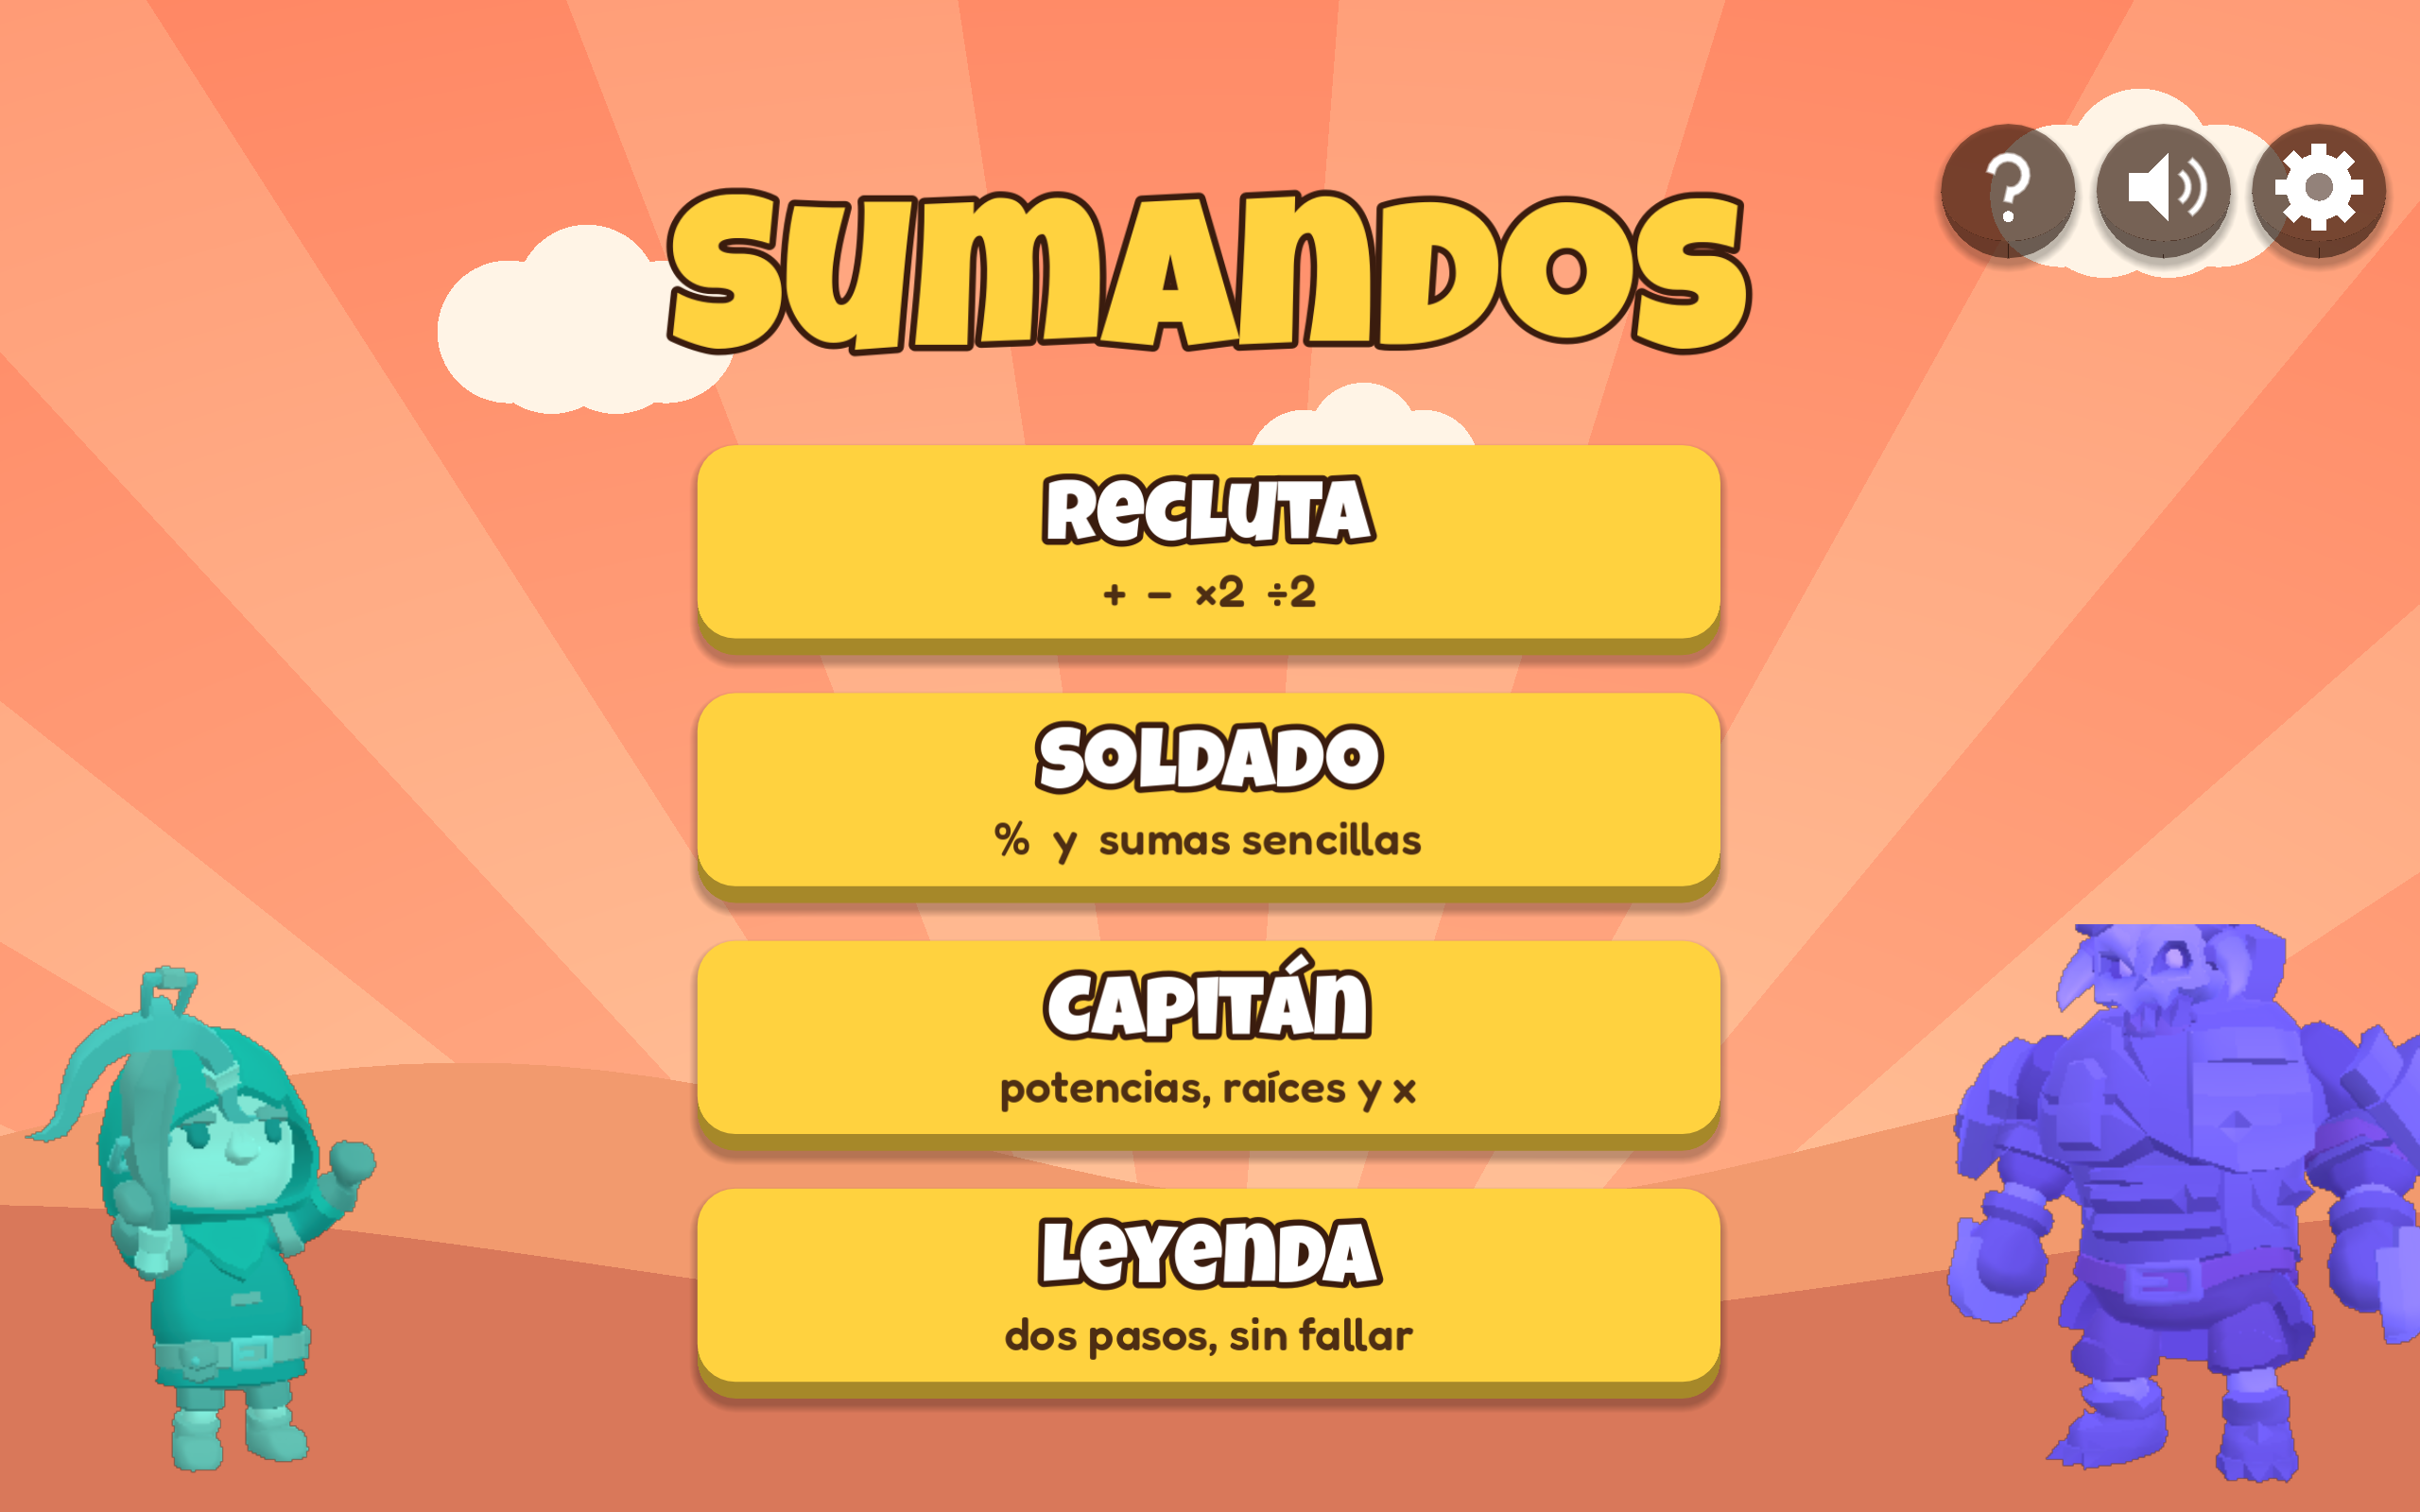 SUMANDOS
RECLUTA
+ − ×2 ÷2
SOLDADO
% y sumas sencillas
CAPITÁN
potencias, raíces y x
LEYENDA
dos pasos, sin fallar